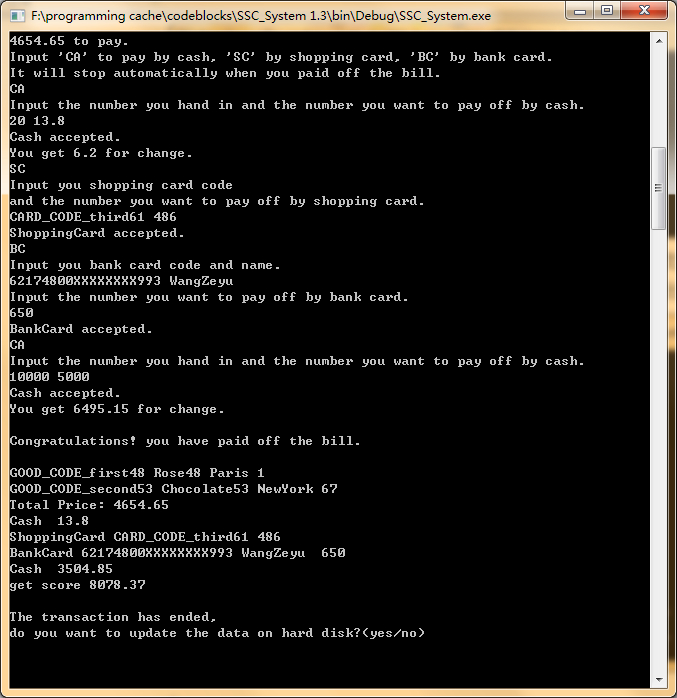 F:\programming cache\codeblocks\SSC_System 1.3\bin\Debug\SSC_System.exe
4654.65 to pay.
Input 'CA' to pay by cash, 'SC' by shopping card, 'BC' by bank card.
It will stop automatically when you paid off the bill.
CA
Input the number you hand in and the number you want to pay off by cash.
20 13.8
Cash accepted.
You get 6.2 for change.
SC
Input you shopping card code
and the number you want to pay off by shopping card.
CARD_CODE_third61 486
ShoppingCard accepted.
BC
Input you bank card code and name.
62174800XXXXXXXX993 WangZeyu
Input the number you want to pay off by bank card.
650
BankCard accepted.
CA
Input the number you hand in and the number you want to pay off by cash.
10000 5000
Cash accepted.
You get 6495.15 for change.
Congratulations! you have paid off the bill.
GOOD_CODE_first48 Rose48 Paris 1
GOOD_CODE_second53 Chocolate53 NewYork 67
Total Price: 4654.65
Cash  13.8
ShoppingCard CARD_CODE_third61 486
BankCard 62174800XXXXXXXX993 WangZeyu  650
Cash  3504.85
get score 8078.37
The transaction has ended,
do you want to update the data on hard disk?(yes/no)